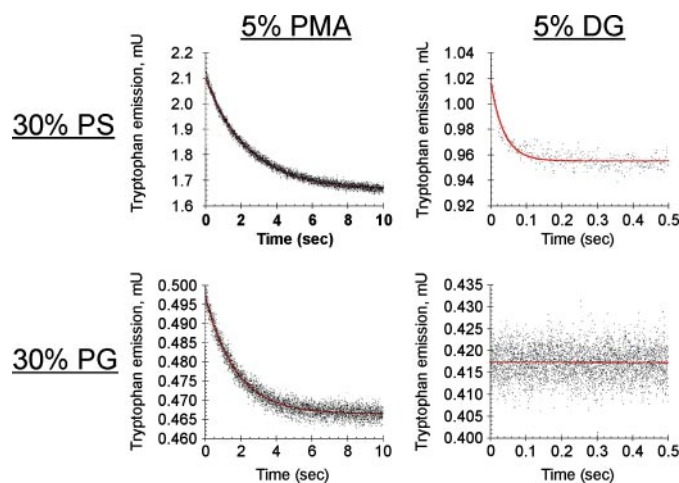 5% PMA
5% DG
30% PS
Tryptophan emission, mU
2.2
2.1
2.0
1.9
1.8
1.7
1.6
0 2 4 6 8 10
Time (sec)
Tryptophan emission, mL
1.04
1.02
1.00
0.98
0.96
0.94
0.92
0 0.1 0.2 0.3 0.4 0.5
Time (sec)
30% PG
Tryptophan emission, mU
0.500
0.495
0.490
0.485
0.480
0.475
0.470
0.465
0.460
0 2 4 6 8 10
Time (sec)
Tryptophan emission, mU
0.435
0.425
0.420
0.415
0.410
0.405
0.400
0 0.1 0.2 0.3 0.4 0.5
Time (sec)